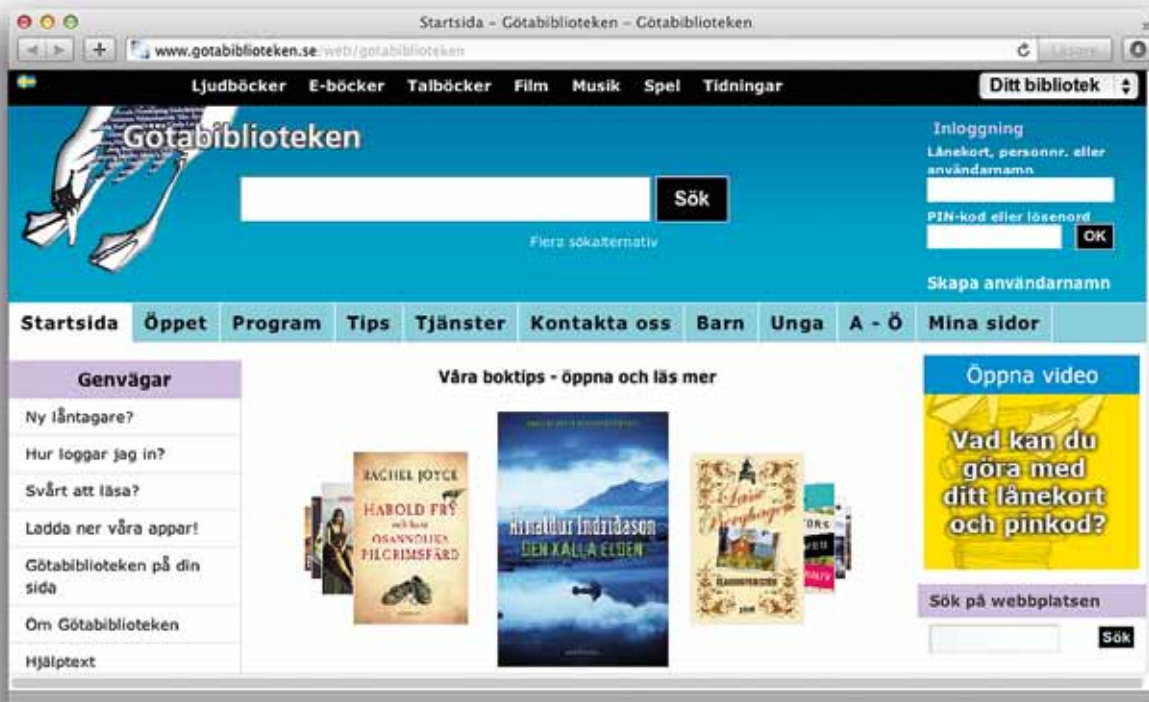 Startsida – Götabiblioteken – Götabiblioteken
www.gotabiblioteken.se/web/gotabiblioteken
Läsare
Ljudböcker E-böcker Talböcker Film Musik Spel Tidningar
Ditt bibliotek
Götabiblioteken
Sök
Flera sökalternativ
Inloggning
Lånekort, personnr. eller
användarnamn
PIN-kod eller lösenord
OK
Skapa användarnamn
Startsida Öppet Program Tips Tjänster Kontakta oss Barn Unga A - Ö Mina sidor
Genvägar
Ny låntagare?
Hur loggar jag in?
Svårt att läsa?
Ladda ner våra appar!
Götabiblioteken på din
sida
Om Götabiblioteken
Hjälptext
Våra boktips - öppna och läs mer
RACHEL JOYCE
HAROLD FRY
och hans
OSANNOLIKA
PILGRIMSFÄRD
Arnaldur Indriðason
DEN KALLA ELDEN
Öppna video
Vad kan du
göra med
ditt lånekort
och pinkod?
Sök på webbplatsen
Sök